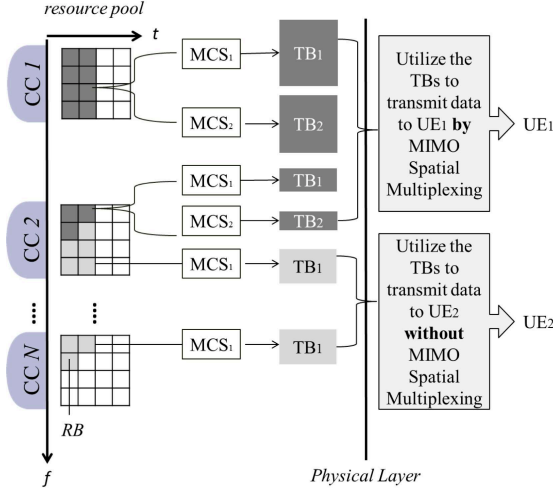 resource pool
t
CC 1
MCS1
TB1
MCS2
TB2
Utilize the
TBs to
transmit data
to UE1 by
MIMO
Spatial
Multiplexing
UE1
CC 2
MCS1
TB1
MCS2
TB2
MCS1
TB1
Utilize the
TBs to
transmit data
to UE2
without
MIMO
Spatial
Multiplexing
UE2
CC N
MCS1
TB1
RB
f
Physical Layer